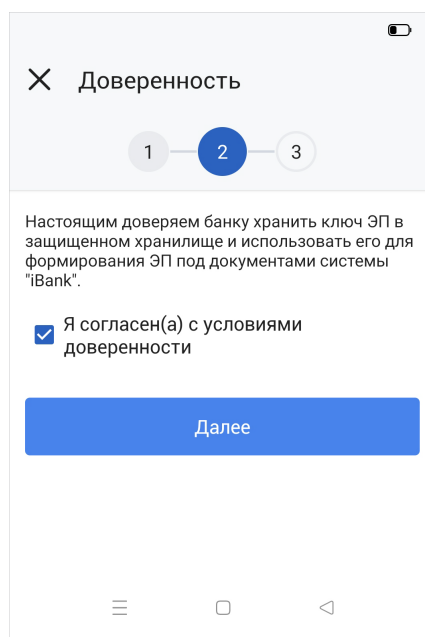 Доверенность
1 2 3
Настоящим доверяем банку хранить ключ ЭП в
защищенном хранилище и использовать его для
формирования ЭП под документами системы
"iBank".
Я согласен(а) с условиями
доверенности
Далее